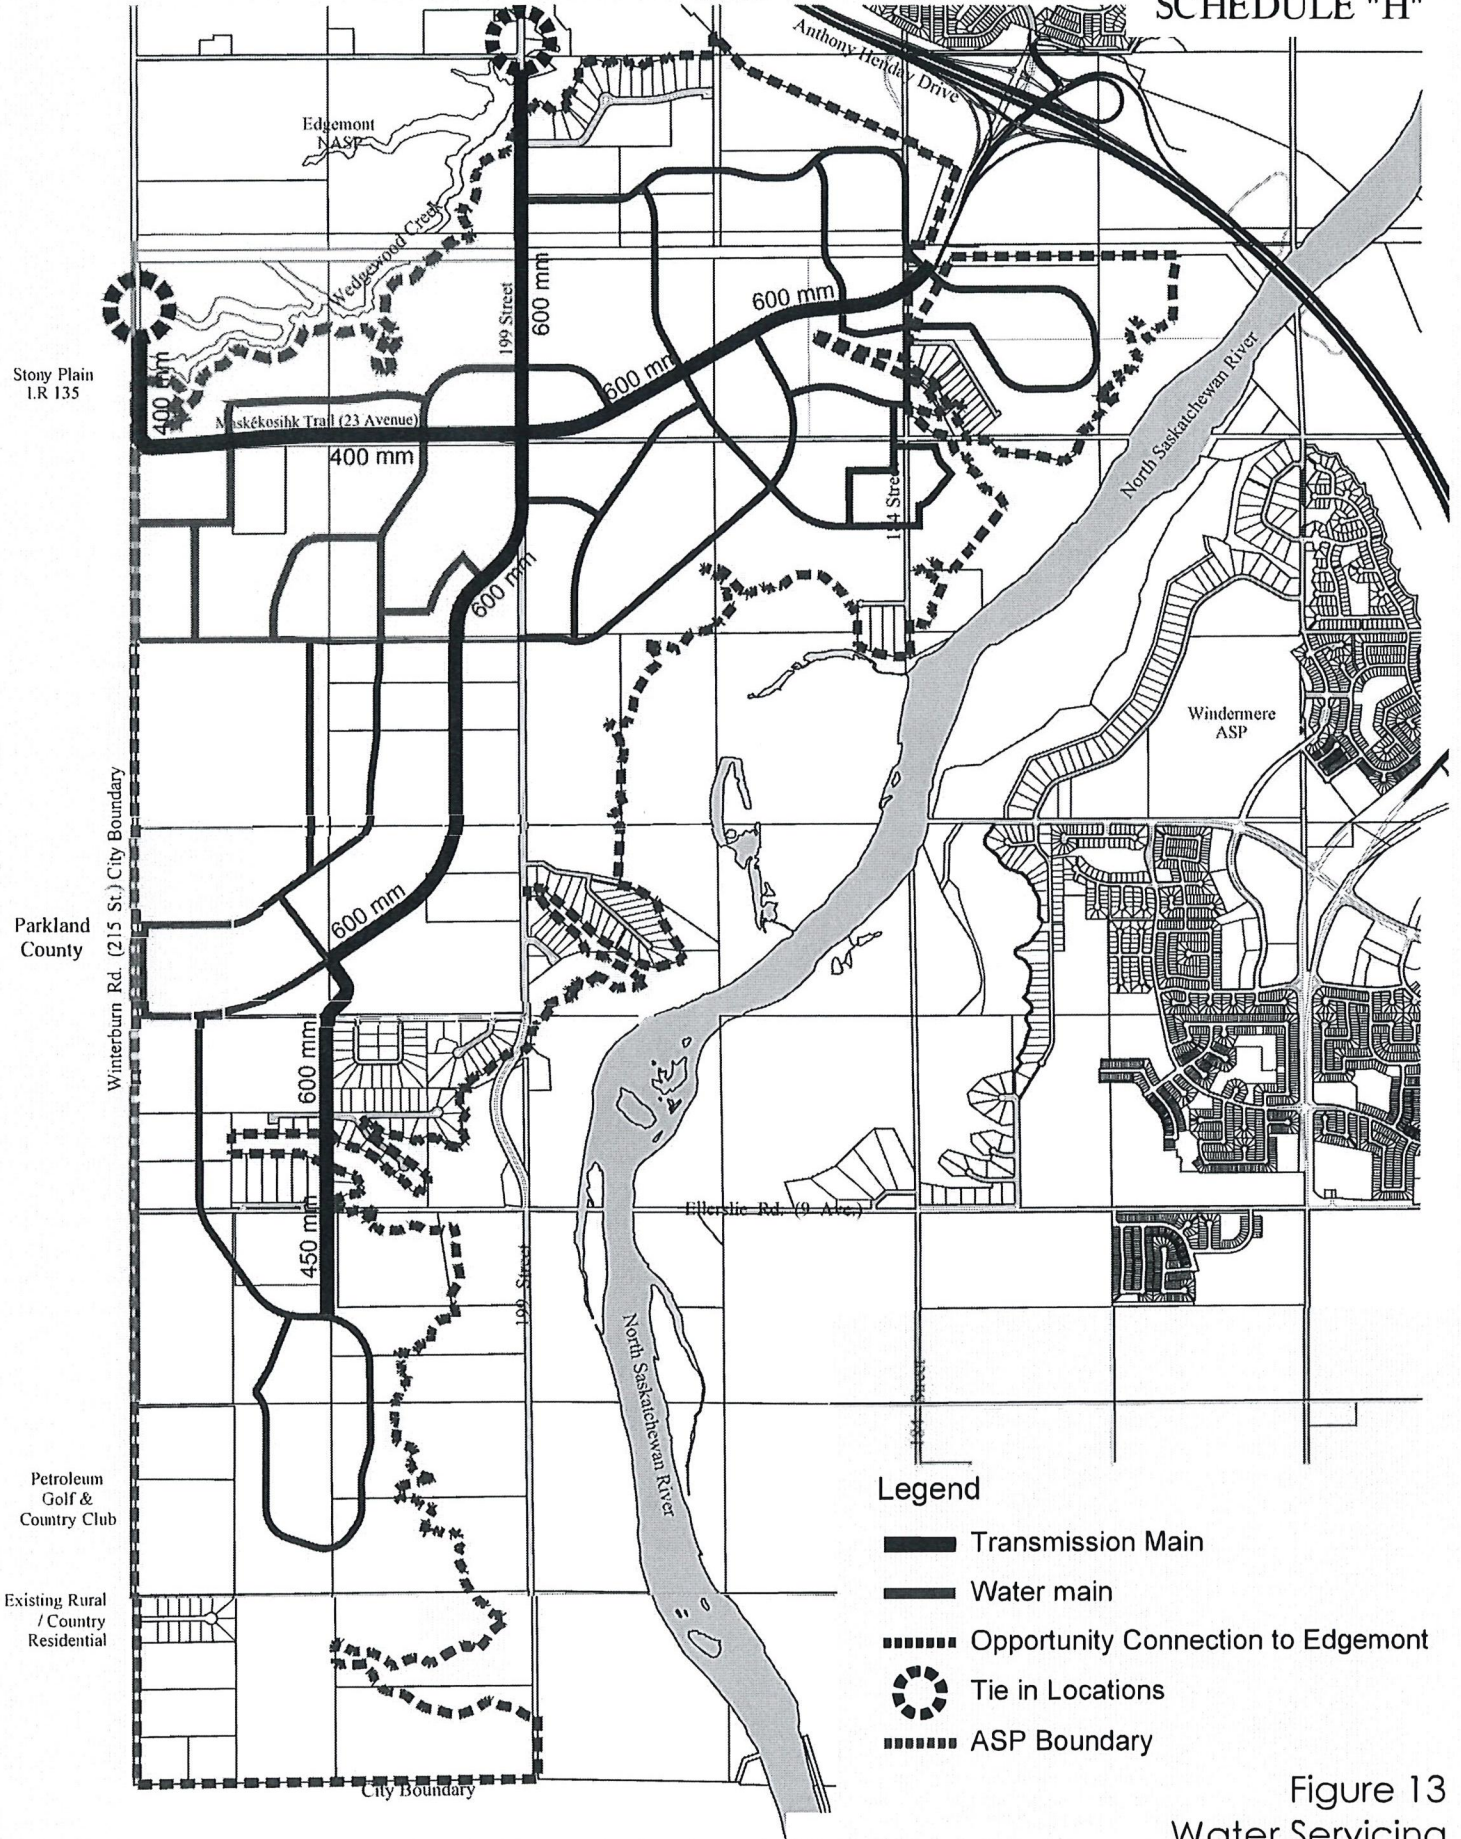 SCHEDULE "H"
Anthony Henday Drive
Edgemont
NASP
Wedgewood Creek
199 Street
600 mm
600 mm
600 mm
North Saskatchewan River
Stony Plain
I.R 135
400 mm
Maskêkosihk Trail (23 Avenue)
400 mm
184 Street
600 mm
Windermere
ASP
Winterburn Rd. (215 St.) City Boundary
Parkland
County
600 mm
600 mm
450 mm
Ellerslie Rd. (9 Ave.)
199 Street
North Saskatchewan River
184 Street
Petroleum
Golf &
Country Club
Existing Rural
/ Country
Residential
City Boundary
Legend
Transmission Main
Water main
Opportunity Connection to Edgemont
Tie in Locations
ASP Boundary
Figure 13
Water Servicing